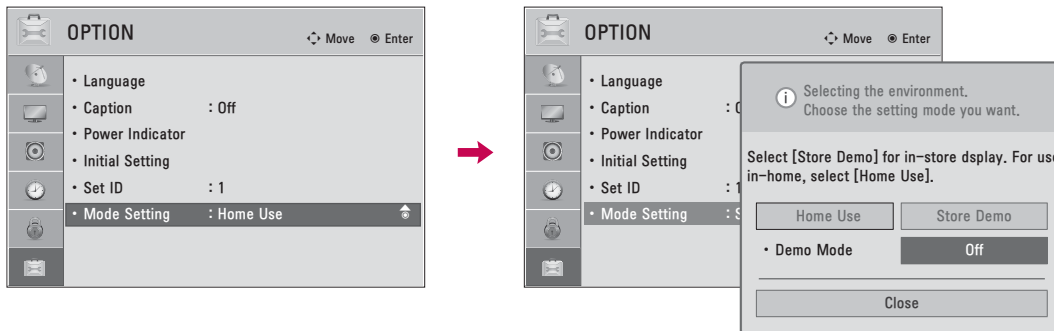 OPTION
Move Enter
• Language
• Caption : Off
• Power Indicator
• Initial Setting
• Set ID : 1
• Mode Setting : Home Use
OPTION
Move Enter
• Language
• Caption :
• Power Indicator
• Initial Setting
• Set ID : 1
• Mode Setting : S
i Selecting the environment.
Choose the setting mode you want.
Select [Store Demo] for in-store dsplay. For use
in-home, select [Home Use].
Home Use Store Demo
• Demo Mode Off
Close